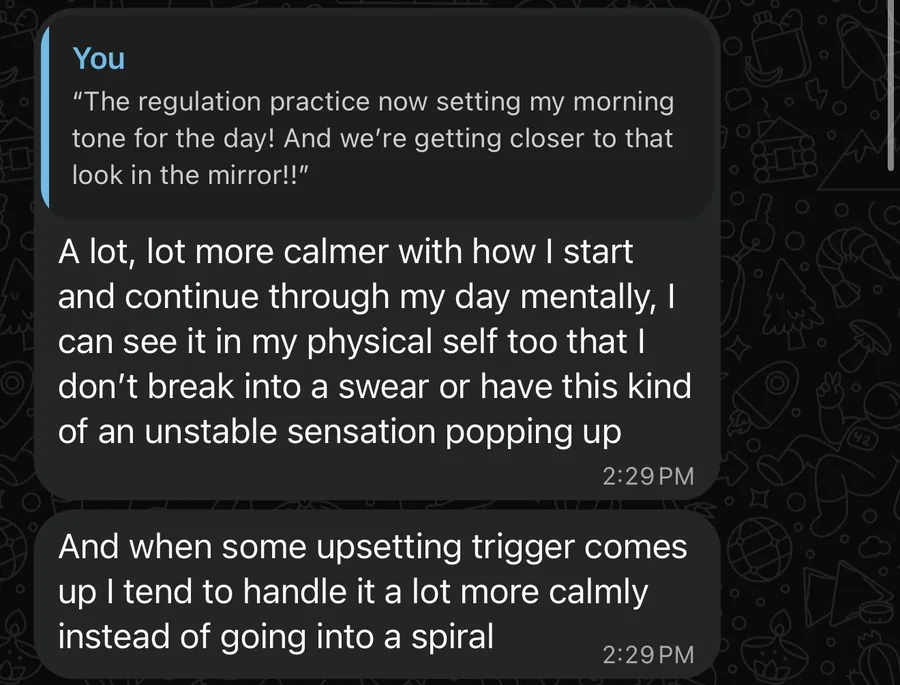 You
“The regulation practice now setting my morning
tone for the day! And we’re getting closer to that
look in the mirror!!”
A lot, lot more calmer with how I start
and continue through my day mentally, I
can see it in my physical self too that I
don’t break into a swear or have this kind
of an unstable sensation popping up
2:29 PM
And when some upsetting trigger comes
up I tend to handle it a lot more calmly
instead of going into a spiral
2:29 PM